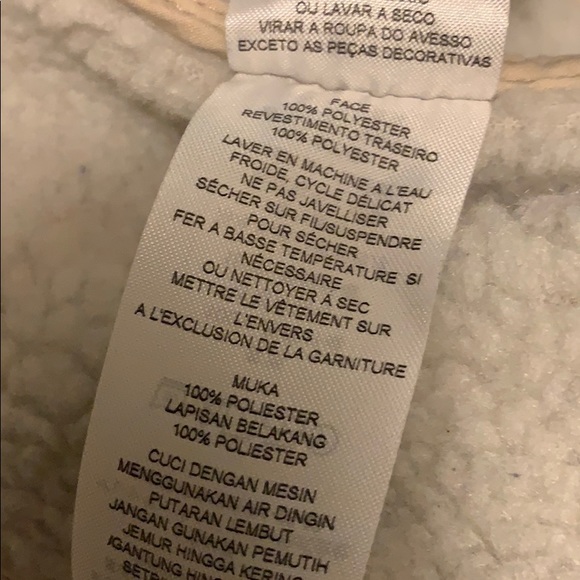 OU LAVAR A SECO
VIRAR A ROUPA DO AVESSO
EXCETO AS PEÇAS DECORATIVAS
FACE
100% POLYESTER
REVESTIMENTO TRASEIRO
100% POLYESTER
LAVER EN MACHINE A L'EAU
FROIDE, CYCLE DÉLICAT
NE PAS JAVELLISER
SÉCHER SUR FIL/SUSPENDRE
POUR SÉCHER
FER A BASSE TEMPÉRATURE SI
NÉCESSAIRE
OU NETTOYER A SEC
METTRE LE VÊTEMENT SUR
L'ENVERS
A L'EXCLUSION DE LA GARNITURE
MUKA
100% POLIESTER
LAPISAN BELAKANG
100% POLIESTER
CUCI DENGAN MESIN
MENGGUNAKAN AIR DINGIN
PUTARAN LEMBUT
JANGAN GUNAKAN PEMUTIH
JEMUR HINGGA KERING